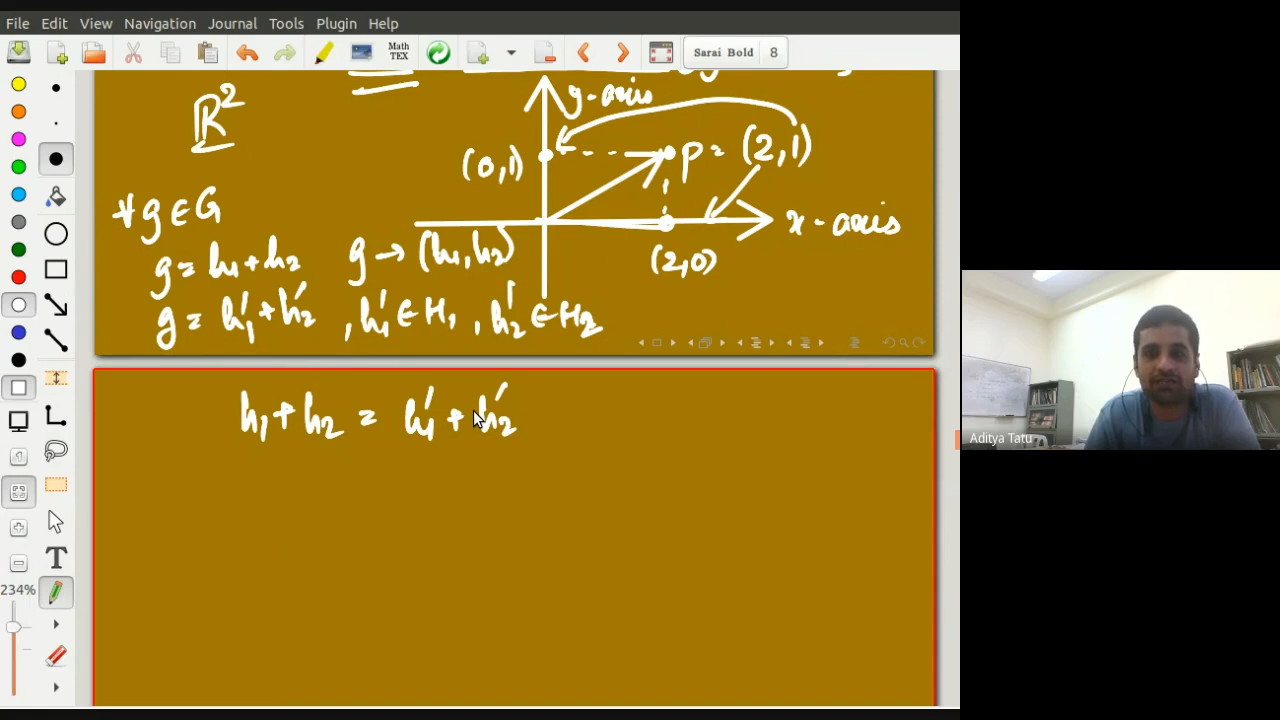 File Edit View Navigation Journal Tools Plugin Help
Math TEX
Sarai Bold 8
ℝ²
y-axis
(0,1)
p = (2,1)
x-axis
(2,0)
∀ g ∈ G
g = h₁ + h₂ g → (h₁, h₂)
g = h₁' + h₂' , h₁' ∈ H₁ , h₂' ∈ H₂
h₁ + h₂ = h₁' + h₂'
234%
Aditya Tatu